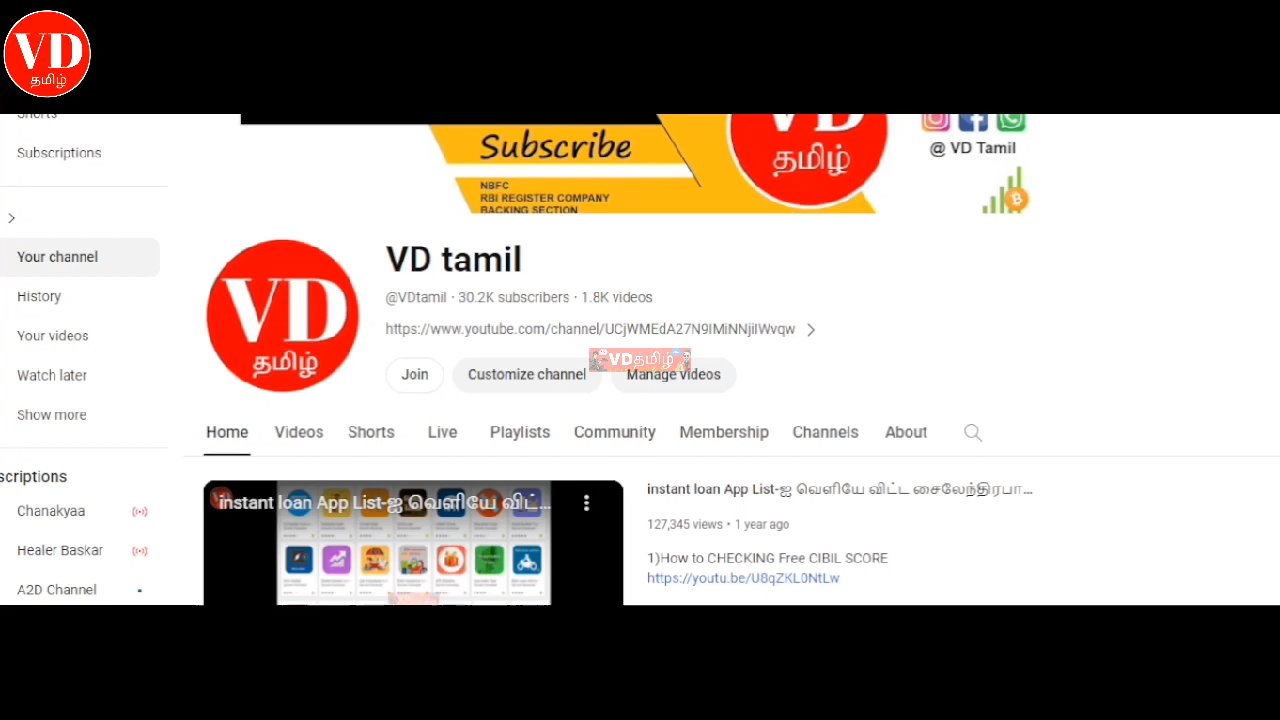 VD
தமிழ்
Shorts
Subscriptions
Your channel
History
Your videos
Watch later
Show more
scriptions
Chanakyaa
Healer Baskar
A2D Channel
Subscribe
NBFC
RBI REGISTER COMPANY
BACKING SECTION
VD
தமிழ்
@ VD Tamil
VD
தமிழ்
VD tamil
@VDtamil · 30.2K subscribers · 1.8K videos
https://www.youtube.com/channel/UCjWMEdA27N9IMiNNjilWvqw
VDதமிழ்
Join Customize channel Manage videos
Home Videos Shorts Live Playlists Community Membership Channels About
instant loan App List-ஐ வெளியே விட்...
instant loan App List-ஐ வெளியே விட்ட சைலேந்திரபா...
127,345 views • 1 year ago
1)How to CHECKING Free CIBIL SCORE
https://youtu.be/U8qZKL0NtLw